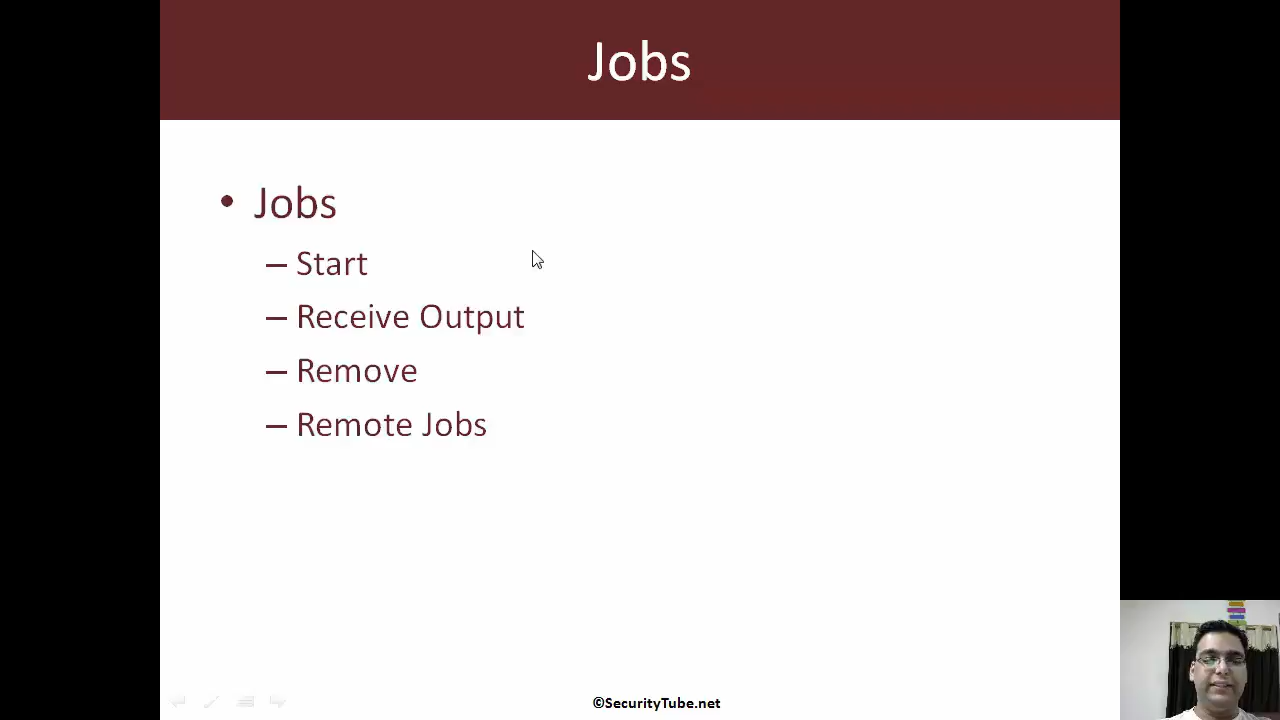 Jobs
• Jobs
– Start
– Receive Output
– Remove
– Remote Jobs
©SecurityTube.net